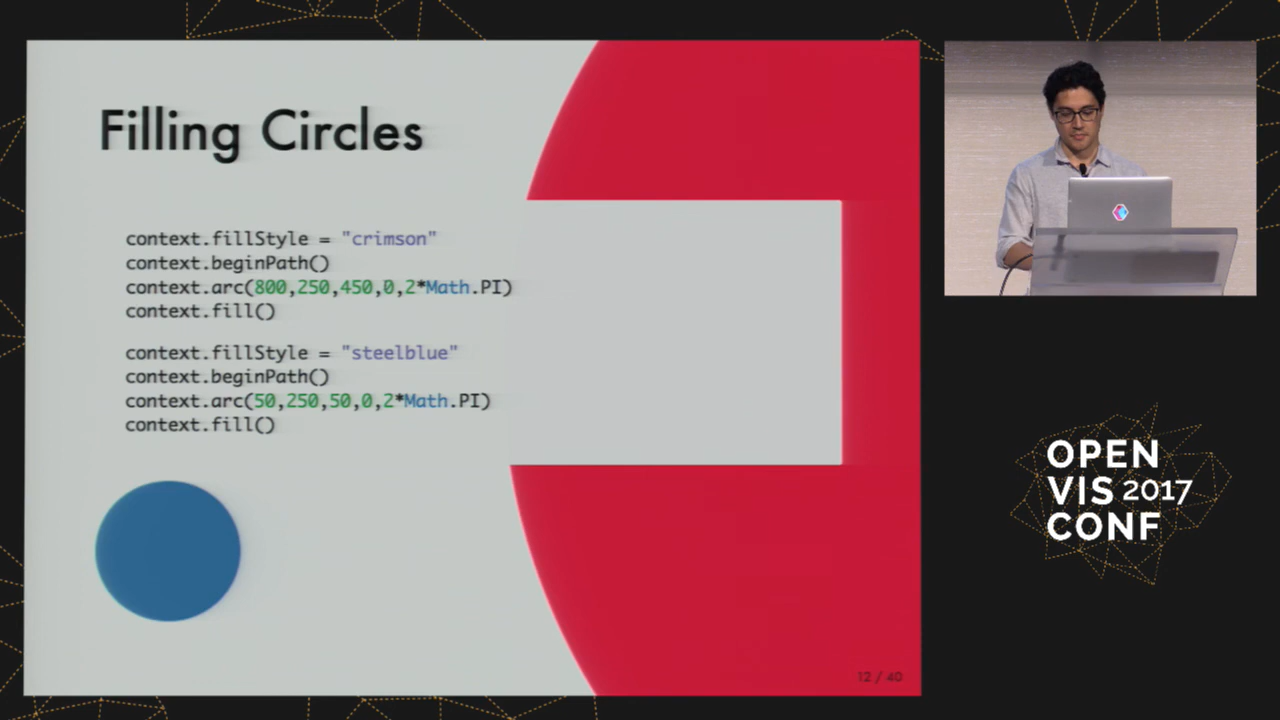 Filling Circles
context.fillStyle = "crimson"
context.beginPath()
context.arc(800,250,450,0,2*Math.PI)
context.fill()
context.fillStyle = "steelblue"
context.beginPath()
context.arc(50,250,50,0,2*Math.PI)
context.fill()
12 / 40
OPEN
VIS 2017
CONF